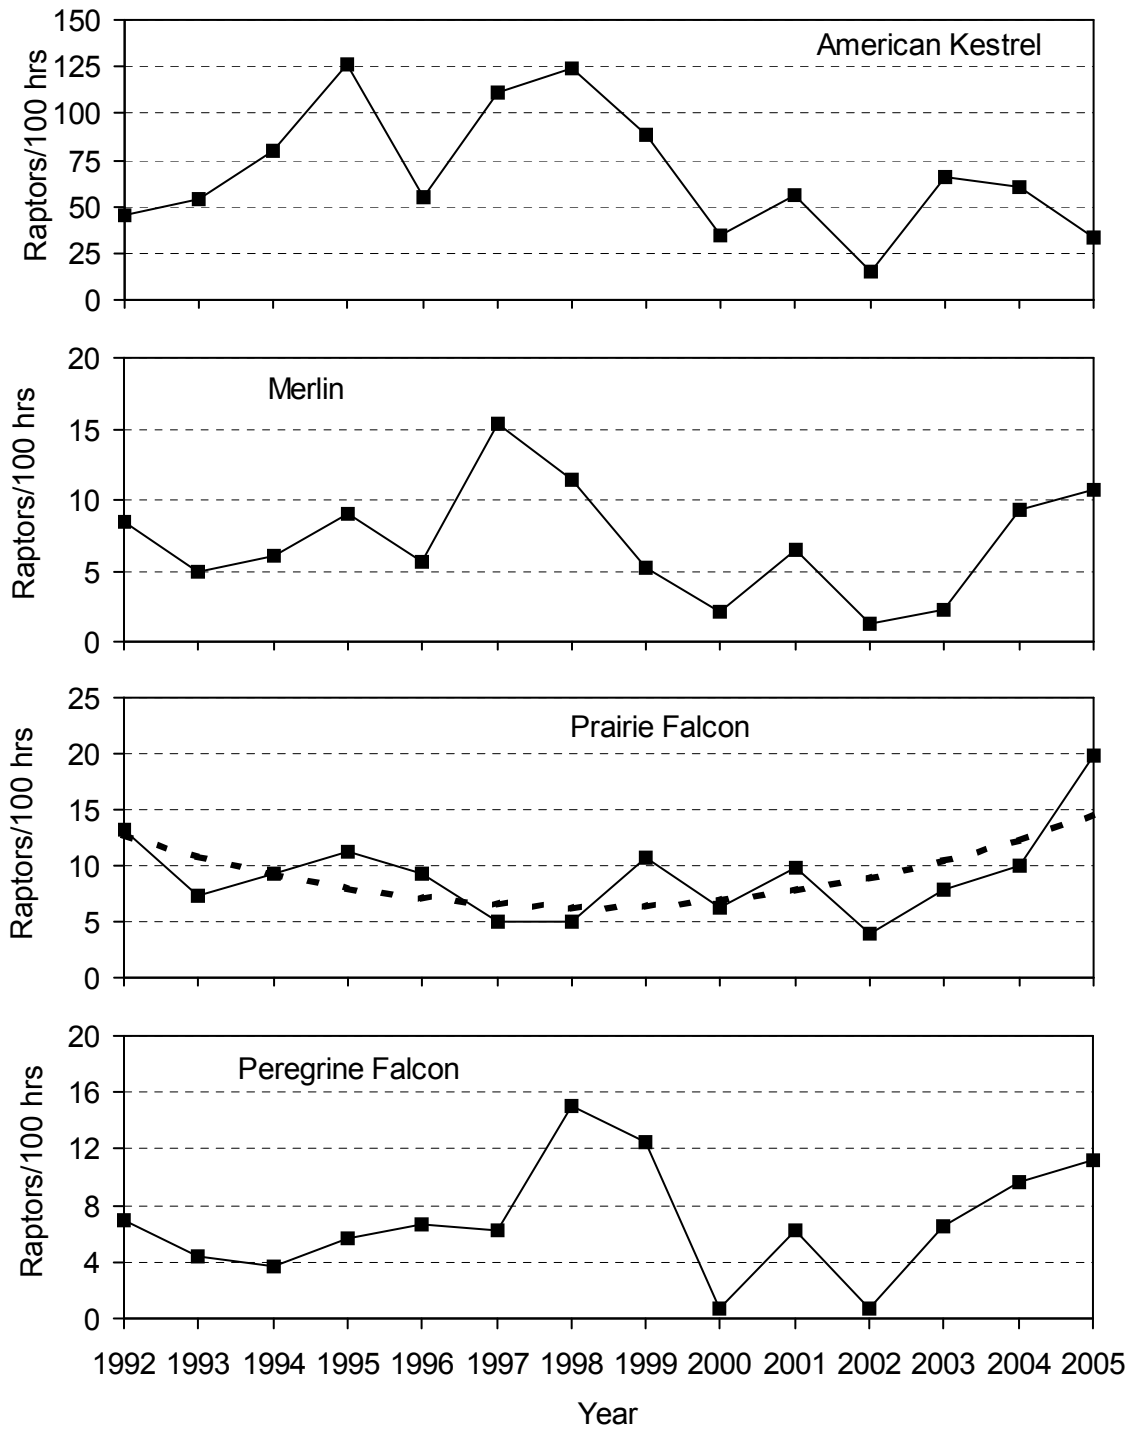 American Kestrel
Raptors/100 hrs
150
125
100
75
50
25
0
Merlin
Raptors/100 hrs
20
15
10
5
0
Prairie Falcon
Raptors/100 hrs
25
20
15
10
5
0
Peregrine Falcon
Raptors/100 hrs
20
16
12
8
4
0
1992 1993 1994 1995 1996 1997 1998 1999 2000 2001 2002 2003 2004 2005
Year